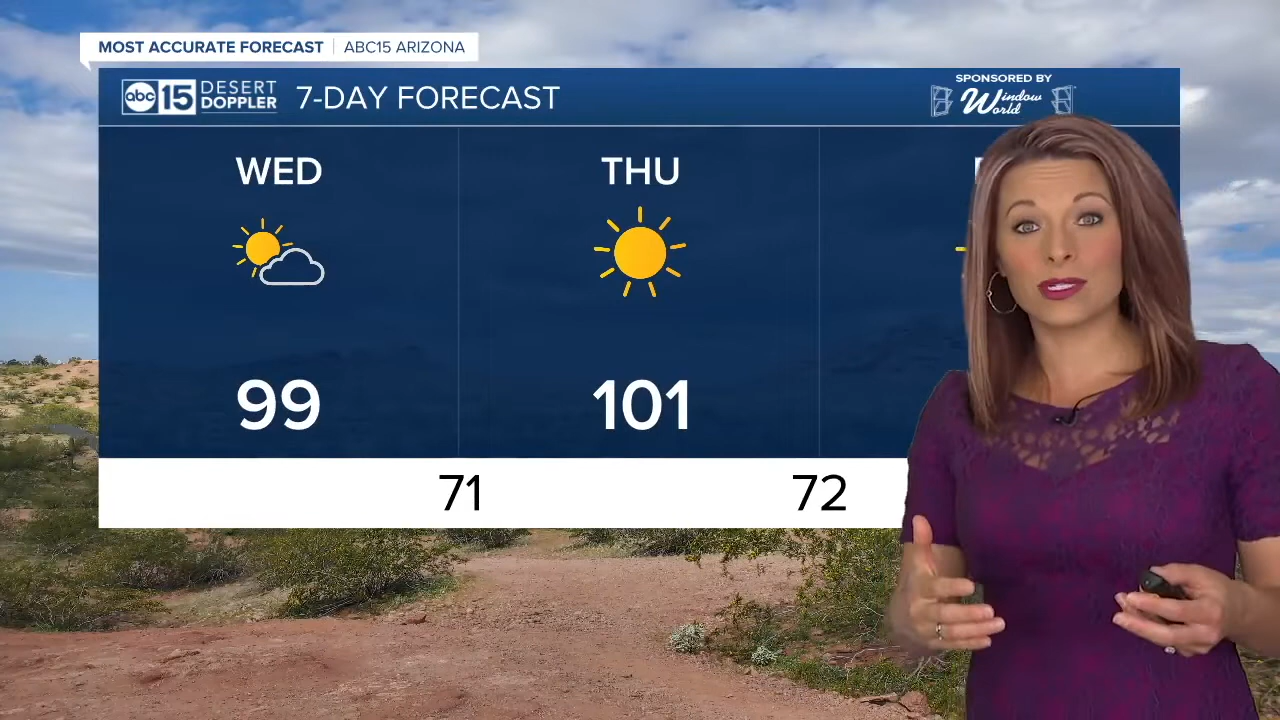 MOST ACCURATE FORECAST | ABC15 ARIZONA
abc 15 DESERT DOPPLER 7-DAY FORECAST
SPONSORED BY
Window World
WED THU
99 101
71 72